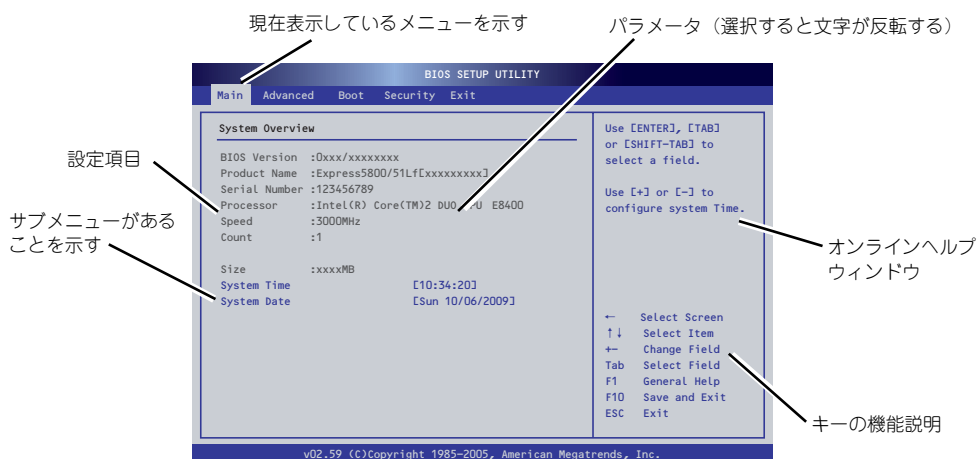 現在表示しているメニューを示す
パラメータ（選択すると文字が反転する）
BIOS SETUP UTILITY
Main Advanced Boot Security Exit
System Overview
BIOS Version :0xxx/xxxxxxxx
Product Name :Express5800/51Lf[xxxxxxxxx]
Serial Number :123456789
Processor :Intel(R) Core(TM)2 DUO PU E8400
Speed :3000MHz
Count :1
Size :xxxxMB
System Time [10:34:20]
System Date [Sun 10/06/2009]
Use [ENTER], [TAB]
or [SHIFT-TAB] to
select a field.
Use [+] or [-] to
configure system Time.
← Select Screen
↑↓ Select Item
+- Change Field
Tab Select Field
F1 General Help
F10 Save and Exit
ESC Exit
v02.59 (C)Copyright 1985-2005, American Megatrends, Inc.
設定項目
サブメニューがある
ことを示す
オンラインヘルプ
ウィンドウ
キーの機能説明